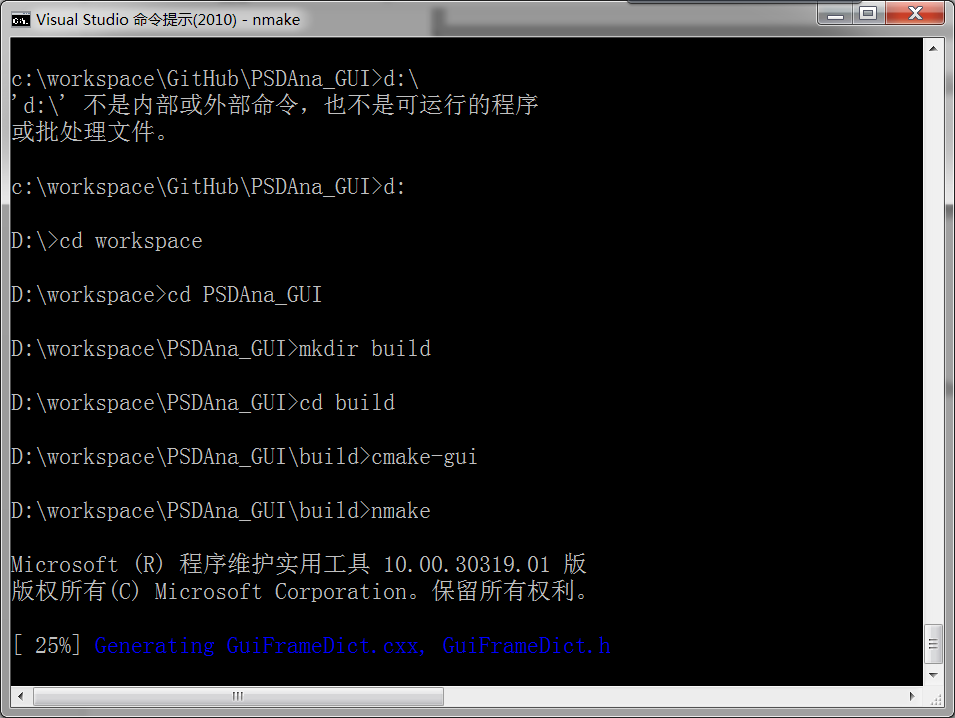 Visual Studio 命令提示(2010) - nmake
c:\workspace\GitHub\PSDAna_GUI>d:\
'd:\' 不是内部或外部命令，也不是可运行的程序
或批处理文件。
c:\workspace\GitHub\PSDAna_GUI>d:
D:\>cd workspace
D:\workspace>cd PSDAna_GUI
D:\workspace\PSDAna_GUI>mkdir build
D:\workspace\PSDAna_GUI>cd build
D:\workspace\PSDAna_GUI\build>cmake-gui
D:\workspace\PSDAna_GUI\build>nmake
Microsoft (R) 程序维护实用工具 10.00.30319.01 版
版权所有(C) Microsoft Corporation。保留所有权利。
[ 25%] Generating GuiFrameDict.cxx, GuiFrameDict.h